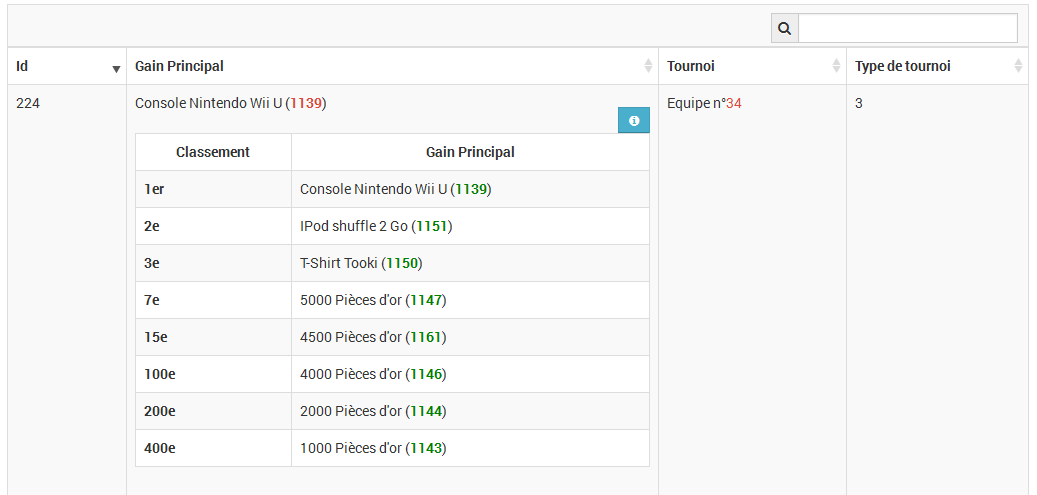 Id Gain Principal Tournoi Type de tournoi
224 Console Nintendo Wii U (1139) Equipe n°34 3
Classement Gain Principal
1er Console Nintendo Wii U (1139)
2e IPod shuffle 2 Go (1151)
3e T-Shirt Tooki (1150)
7e 5000 Pièces d'or (1147)
15e 4500 Pièces d'or (1161)
100e 4000 Pièces d'or (1146)
200e 2000 Pièces d'or (1144)
400e 1000 Pièces d'or (1143)